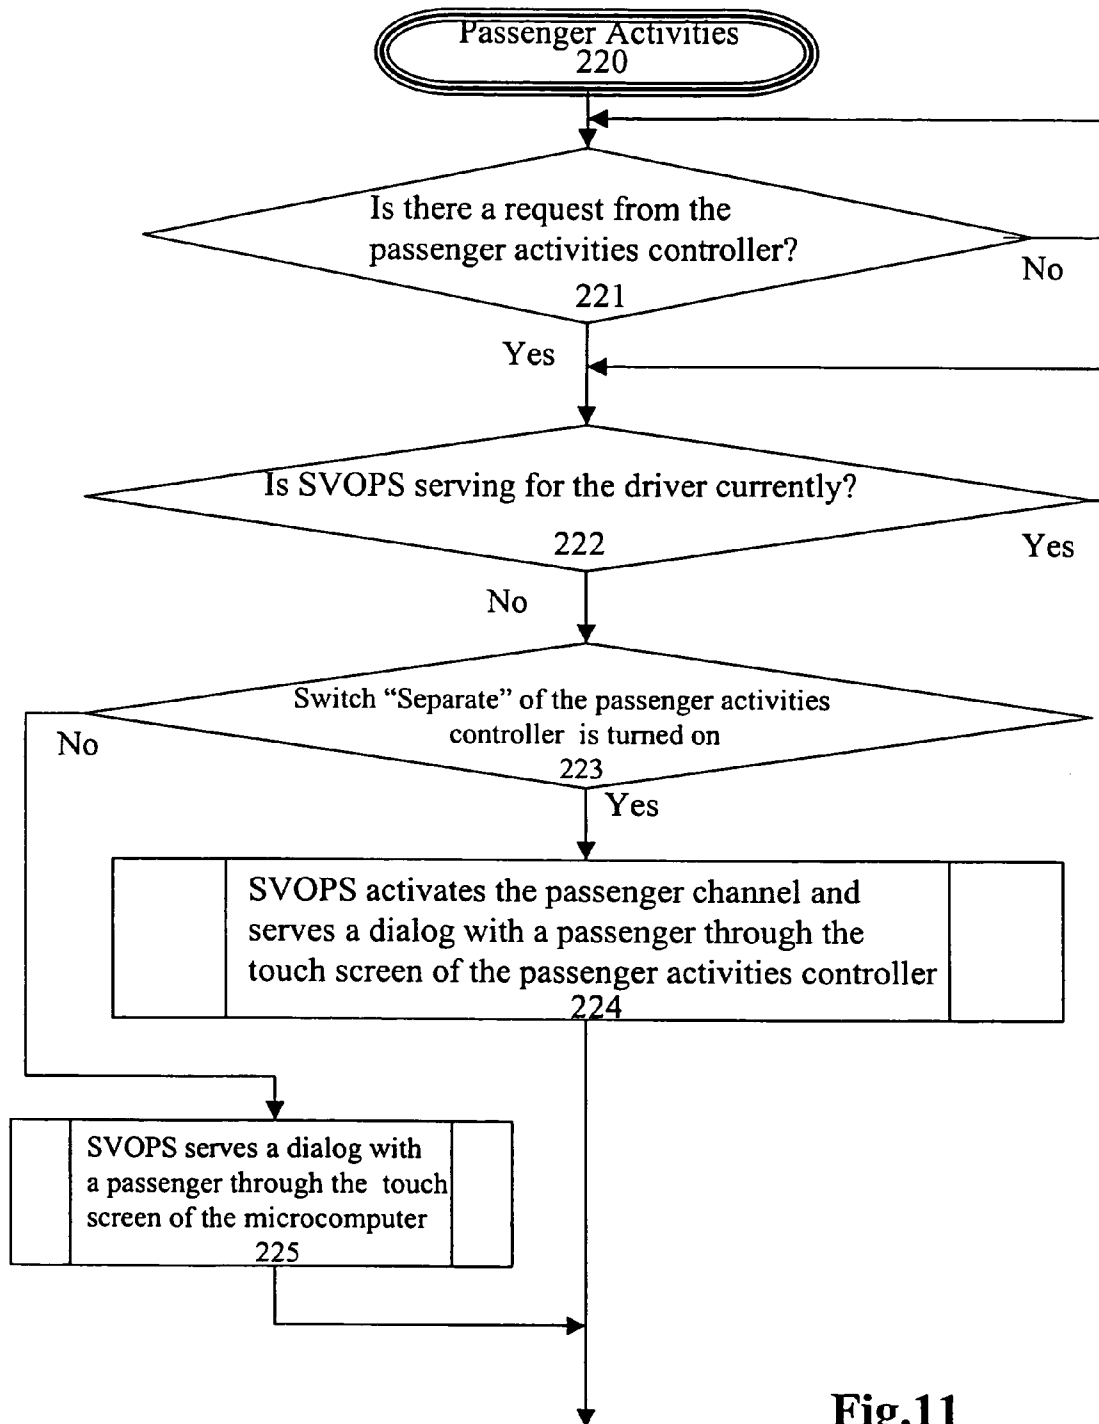 Passenger Activities
220
Is there a request from the
passenger activities controller?
221
No
Yes
Is SVOPS serving for the driver currently?
222
Yes
No
Switch “Separate” of the passenger activities
controller is turned on
223
No
Yes
SVOPS activates the passenger channel and
serves a dialog with a passenger through the
touch screen of the passenger activities controller
224
SVOPS serves a dialog with
a passenger through the touch
screen of the microcomputer
225
Fig.11